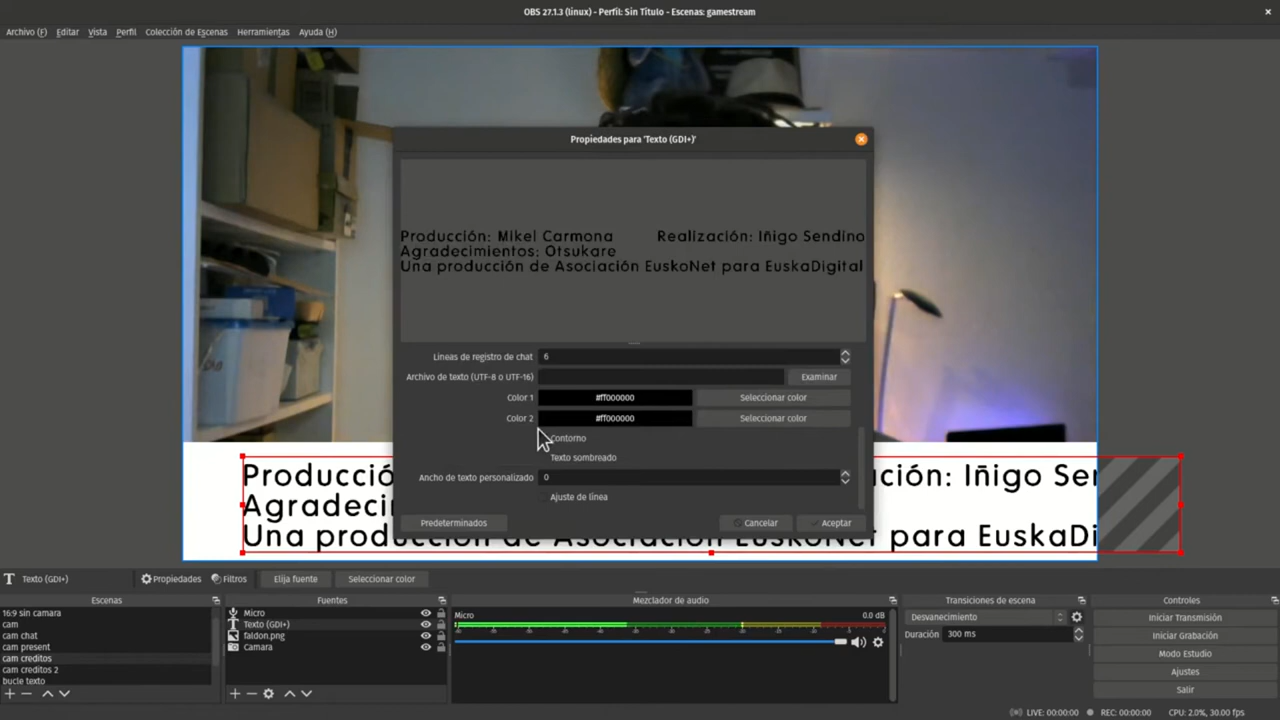 OBS 27.1.3 (linux) - Perfil: Sin Título - Escenas: gamestream
Archivo (F) Editar Vista Perfil Colección de Escenas Herramientas Ayuda (H)
Propiedades para 'Texto (GDI+)'
Producción: Mikel Carmona Realización: Iñigo Sendino
Agradecimientos: Otsukare
Una producción de Asociación EuskoNet para EuskaDigital
Líneas de registro de chat 6
Archivo de texto (UTF-8 o UTF-16) Examinar
Color 1 #ff000000 Seleccionar color
Color 2 #ff000000 Seleccionar color
Contorno
Texto sombreado
Ancho de texto personalizado 0
Ajuste de línea
Predeterminados Cancelar Aceptar
Producció ación: Iñigo Sen
Agradecin
Una producción de Asociación EuskoNet para EuskaDi
Texto (GDI+) Propiedades Filtros Elija fuente Seleccionar color
Escenas
16:9 sin camara
cam
cam chat
cam present
cam creditos
cam creditos 2
bucle texto
Fuentes
Micro
Texto (GDI+)
faldon.png
Camara
Mezclador de audio
Micro 0.0 dB
Transiciones de escena
Desvanecimiento
Duración 300 ms
Controles
Iniciar Transmisión
Iniciar Grabación
Modo Estudio
Ajustes
Salir
LIVE: 00:00:00 REC: 00:00:00 CPU: 2.0%, 30.00 fps